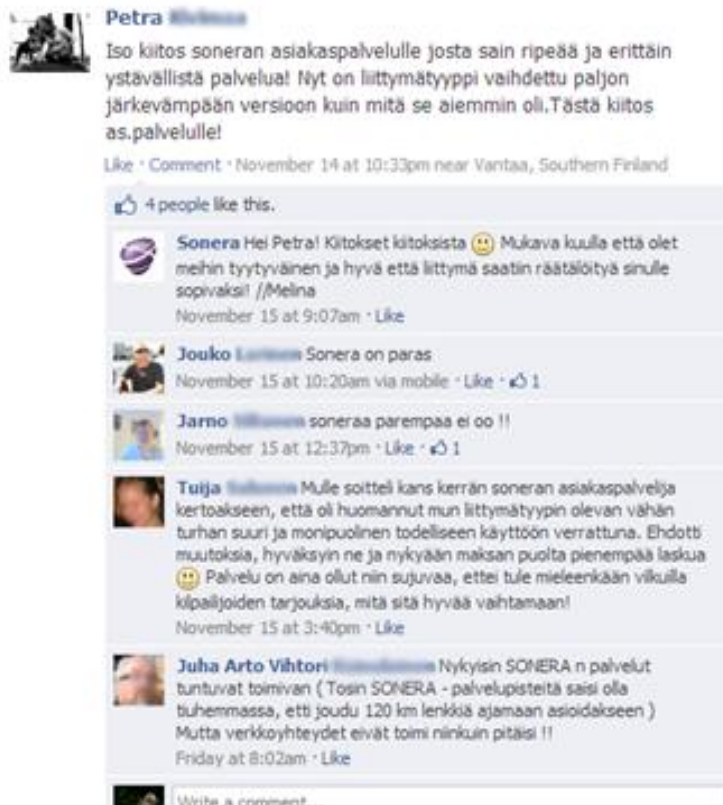 Petra
Iso kiitos soneran asiakaspalvelulle josta sain ripeää ja erittäin
ystävällistä palvelua! Nyt on liittymätyyppi vaihdettu paljon
järkevämpään versioon kuin mitä se aiemmin oli.Tästä kiitos
as.palvelulle!
Like · Comment · November 14 at 10:33pm near Vantaa, Southern Finland
4 people like this.
Sonera Hei Petra! Kiitokset kiitoksista Mukava kuulla että olet
meihin tyytyväinen ja hyvä että liittymä saatiin räätälöityä sinulle
sopivaksi! //Melina
November 15 at 9:07am · Like
Jouko Sonera on paras
November 15 at 10:20am via mobile · Like · 1
Jarno soneraa parempaa ei oo !!
November 15 at 12:37pm · Like · 1
Tuija Mulle soitteli kans kerrän soneran asiakaspalvelija
kertoakseen, että oli huomannut mun liittymätyypin olevan vähän
turhan suuri ja monipuolinen todelliseen käyttöön verrattuna. Ehdotti
muutoksia, hyväksyin ne ja nykyään maksan puolta pienempää laskua
Palvelu on aina ollut niin sujuvaa, ettei tule mieleenkään vilkuilla
kilpailijoiden tarjouksia, mitä sitä hyvää vaihtamaan!
November 15 at 3:40pm · Like
Juha Arto Vihtori Nykyisin SONERA n palvelut
tuntuvat toimivan ( Tosin SONERA - palvelupisteitä saisi olla
tiuhemmassa, etti joudu 120 km lenkkiä ajamaan asioidakseen )
Mutta verkkoyhteydet eivät toimi niinkuin pitäisi !!
Friday at 8:02am · Like
Write a comment...